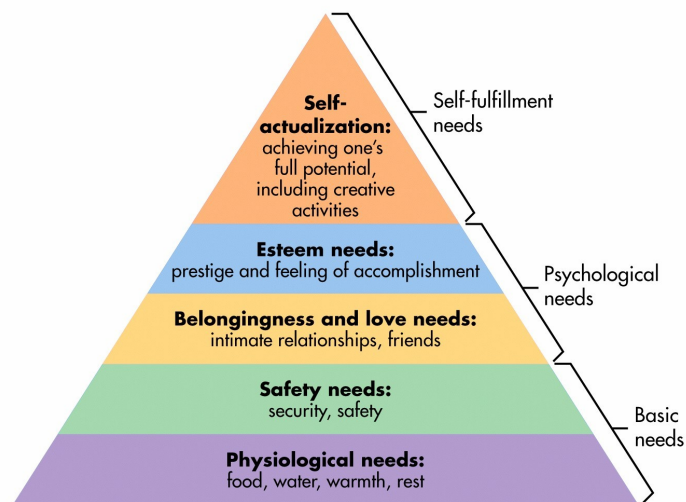 Self-
actualization:
achieving one's
full potential,
including creative
activities
Self-fulfillment
needs
Esteem needs:
prestige and feeling of accomplishment
Psychological
needs
Belongingness and love needs:
intimate relationships, friends
Safety needs:
security, safety
Basic
needs
Physiological needs:
food, water, warmth, rest